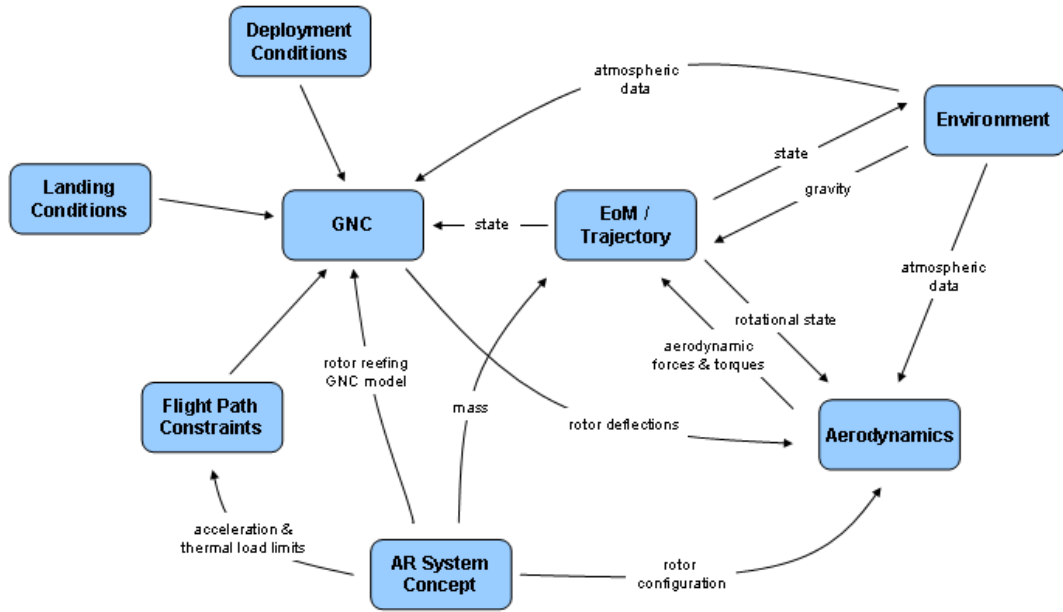 Deployment
Conditions
atmospheric
data
Environment
state
Landing
Conditions
gravity
GNC
state
EoM /
Trajectory
atmospheric
data
rotational state
aerodynamic
forces & torques
rotor reefing
GNC model
Flight Path
Constraints
mass
rotor deflections
Aerodynamics
acceleration &
thermal load limits
AR System
Concept
rotor
configuration